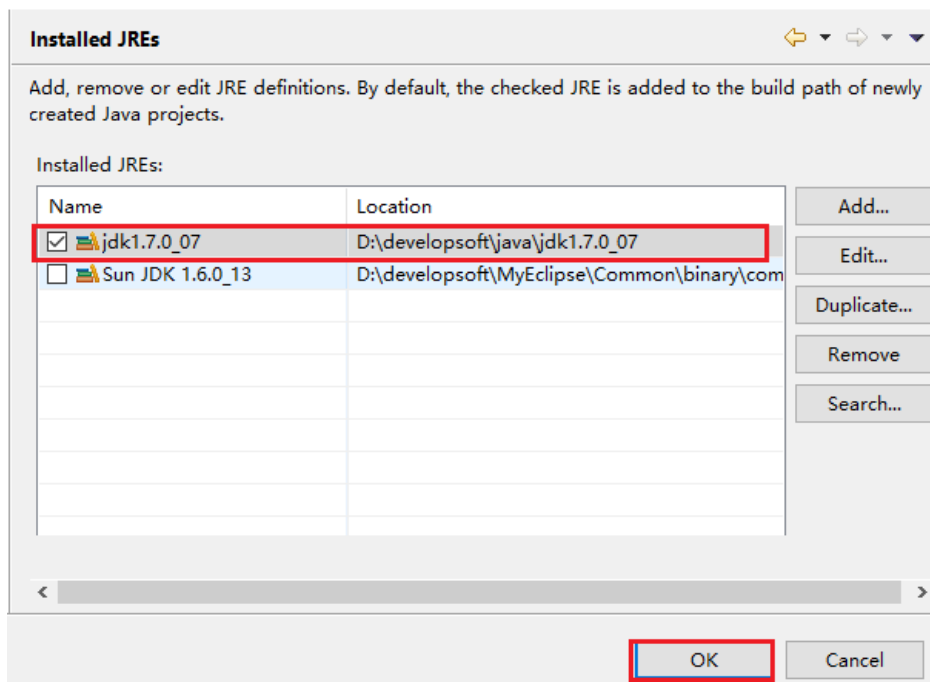 Installed JREs
Add, remove or edit JRE definitions. By default, the checked JRE is added to the build path of newly
created Java projects.
Installed JREs:
Name Location
jdk1.7.0_07 D:\developsoft\java\jdk1.7.0_07
Sun JDK 1.6.0_13 D:\developsoft\MyEclipse\Common\binary\com
Add...
Edit...
Duplicate...
Remove
Search...
OK Cancel